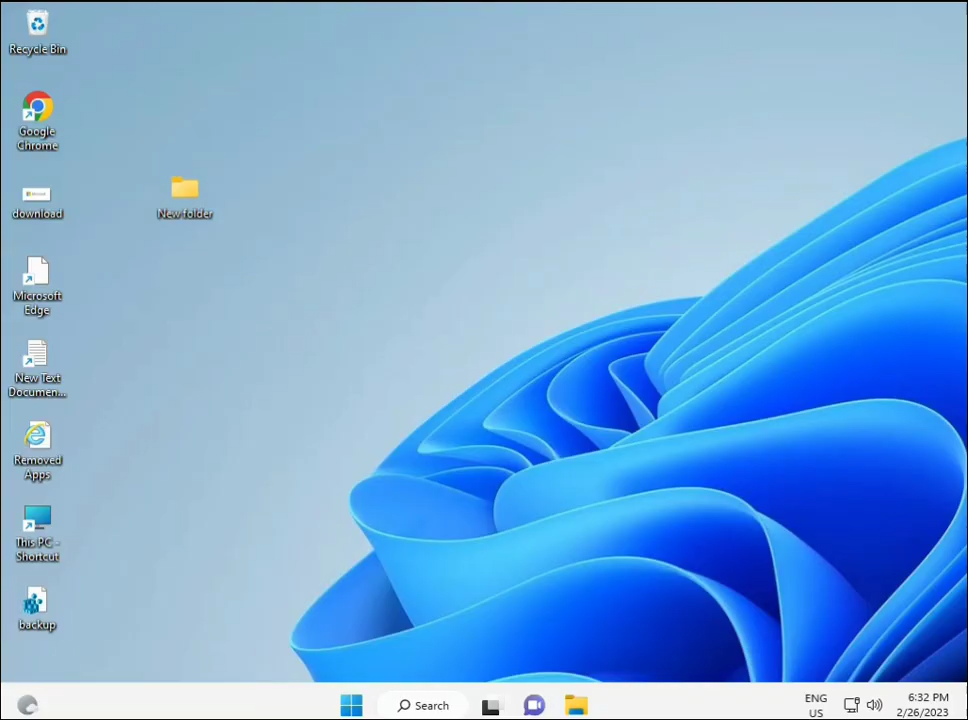 Recycle Bin
Google
Chrome
download
New folder
Microsoft
Edge
New Text
Documen...
Removed
Apps
This PC -
Shortcut
backup
Search
ENG
US
6:32 PM
2/26/2023